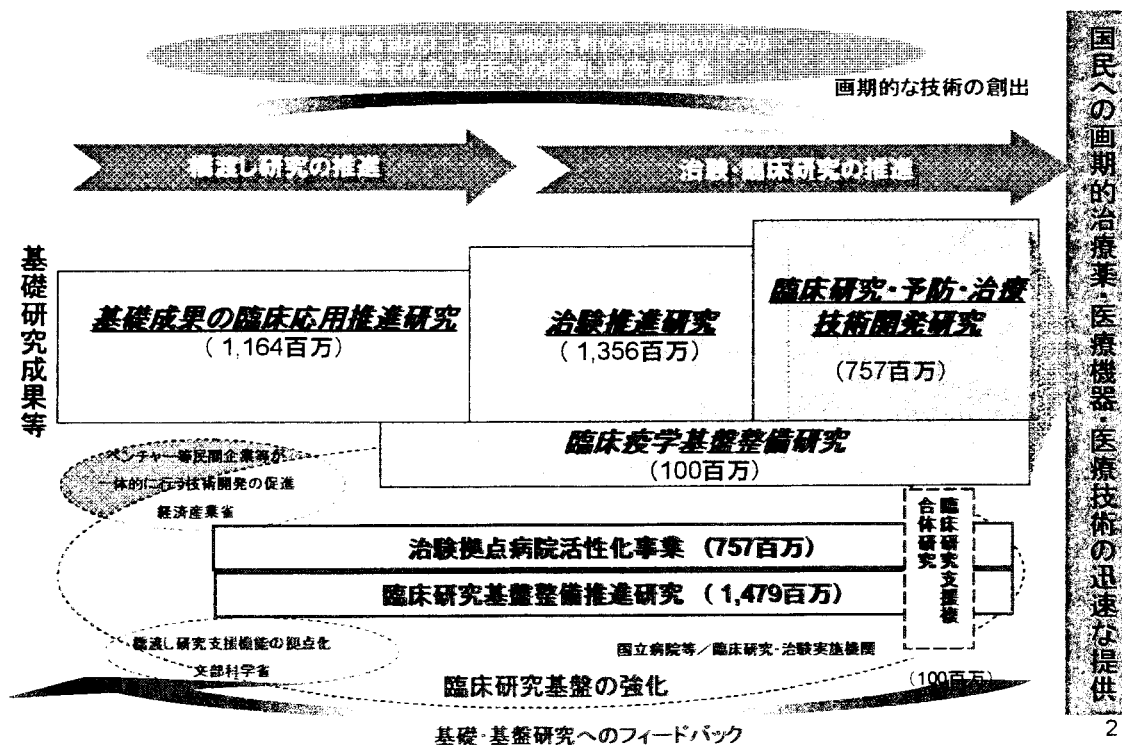 画期的な技術の創出
橋渡し研究の推進
治験・臨床研究の推進
基礎研究成果等
基礎成果の臨床応用推進研究
(1,164百万)
治験推進研究
(1,356百万)
臨床研究・予防・治療
技術開発研究
(757百万)
臨床疫学基盤整備研究
(100百万)
ベンチャー等民間企業等が
一体的に行う技術開発の促進
経済産業省
治験拠点病院活性化事業 (757百万)
臨床研究基盤整備推進研究 (1,479百万)
臨床研究支援複
合体研究
(100百万)
橋渡し研究支援機能の拠点化
文部科学省
国立病院等/臨床研究・治験実施機関
臨床研究基盤の強化
基礎・基盤研究へのフィードバック
国民への画期的治療薬・医療機器・医療技術の迅速な提供
2